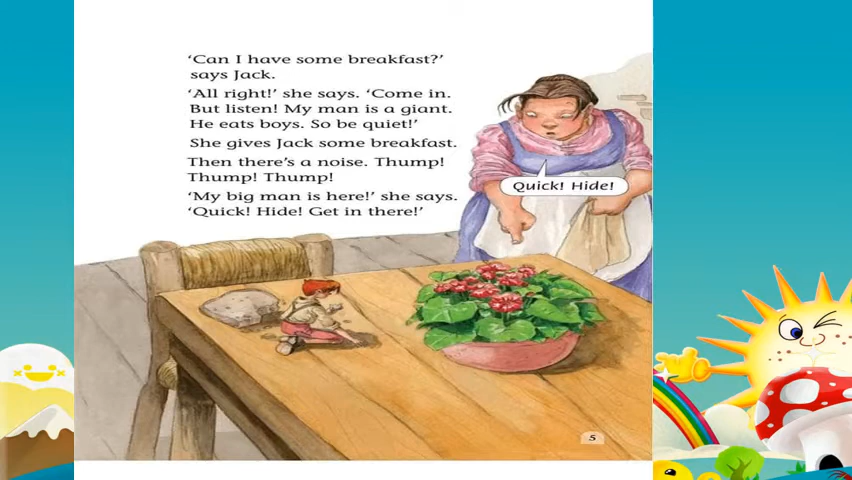 ‘Can I have some breakfast?’
says Jack.
‘All right!’ she says. ‘Come in.
But listen! My man is a giant.
He eats boys. So be quiet!’
She gives Jack some breakfast.
Then there’s a noise. Thump!
Thump! Thump!
‘My big man is here!’ she says.
‘Quick! Hide! Get in there!’
Quick! Hide!
5